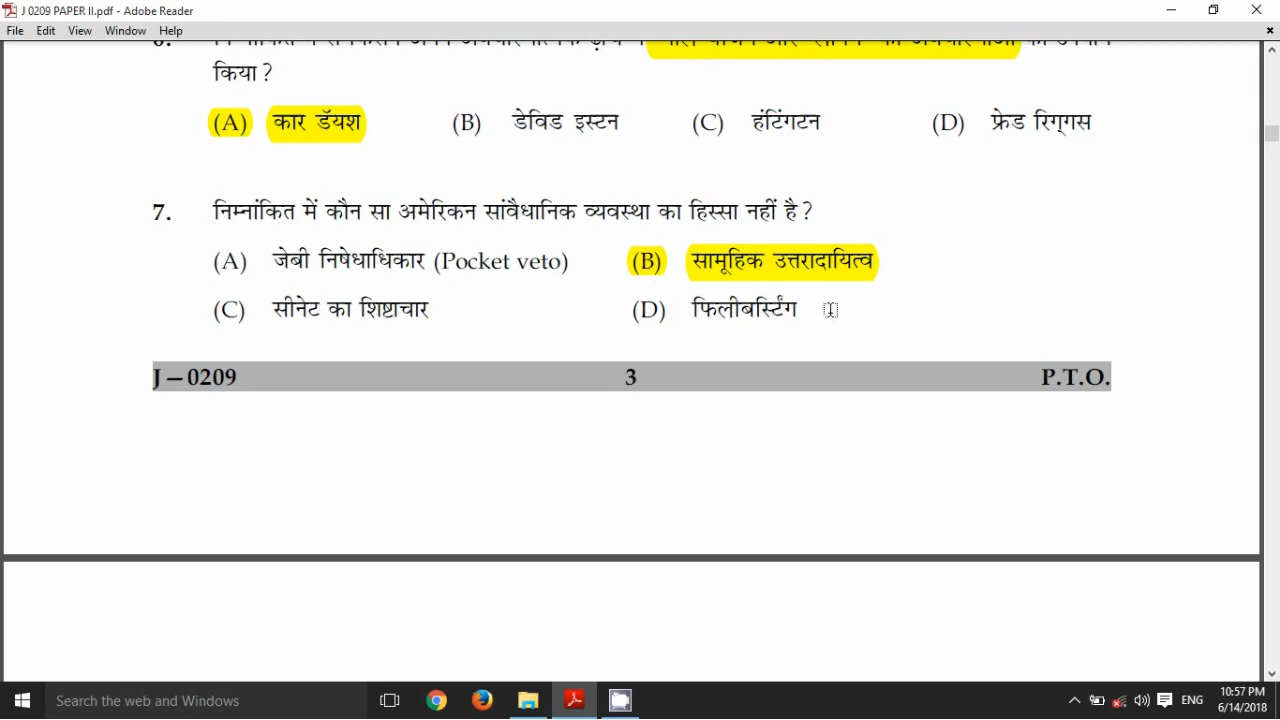 J 0209 PAPER II.pdf - Adobe Reader
File Edit View Window Help
6.
किया ?
(A) कार डॅयश (B) डेविड इस्टन (C) हंटिंगटन (D) फ्रेड रिग्गस
7. निम्नांकित में कौन सा अमेरिकन सांवैधानिक व्यवस्था का हिस्सा नहीं है ?
(A) जेबी निषेधाधिकार (Pocket veto) (B) सामूहिक उत्तरादायित्व
(C) सीनेट का शिष्टाचार (D) फिलीबर्स्टिंग
J – 0209 3 P.T.O.
Search the web and Windows
ENG
10:57 PM
6/14/2018